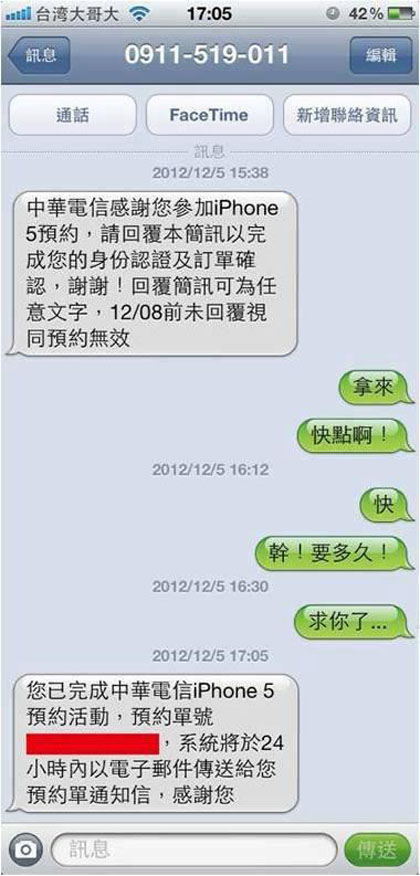 台湾大哥大 17:05 42%
訊息 0911-519-011 編輯
通話 FaceTime 新增聯絡資訊
訊息
2012/12/5 15:38
中華電信感謝您參加iPhone
5預約，請回覆本簡訊以完
成您的身份認證及訂單確
認，謝謝！回覆簡訊可為任
意文字，12/08前未回覆視
同預約無效
拿來
快點啊！
2012/12/5 16:12
快
幹！要多久！
2012/12/5 16:30
求你了...
2012/12/5 17:05
您已完成中華電信iPhone 5
預約活動，預約單號
，系統將於24
小時內以電子郵件傳送給您
預約單通知信，感謝您
訊息 傳送